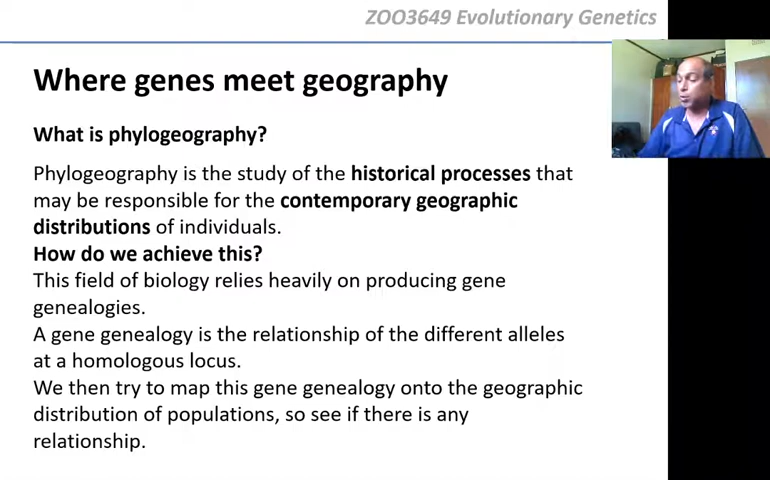 ZOO3649 Evolutionary Genetics
Where genes meet geography
What is phylogeography?
Phylogeography is the study of the historical processes that
may be responsible for the contemporary geographic
distributions of individuals.
How do we achieve this?
This field of biology relies heavily on producing gene
genealogies.
A gene genealogy is the relationship of the different alleles
at a homologous locus.
We then try to map this gene genealogy onto the geographic
distribution of populations, so see if there is any
relationship.